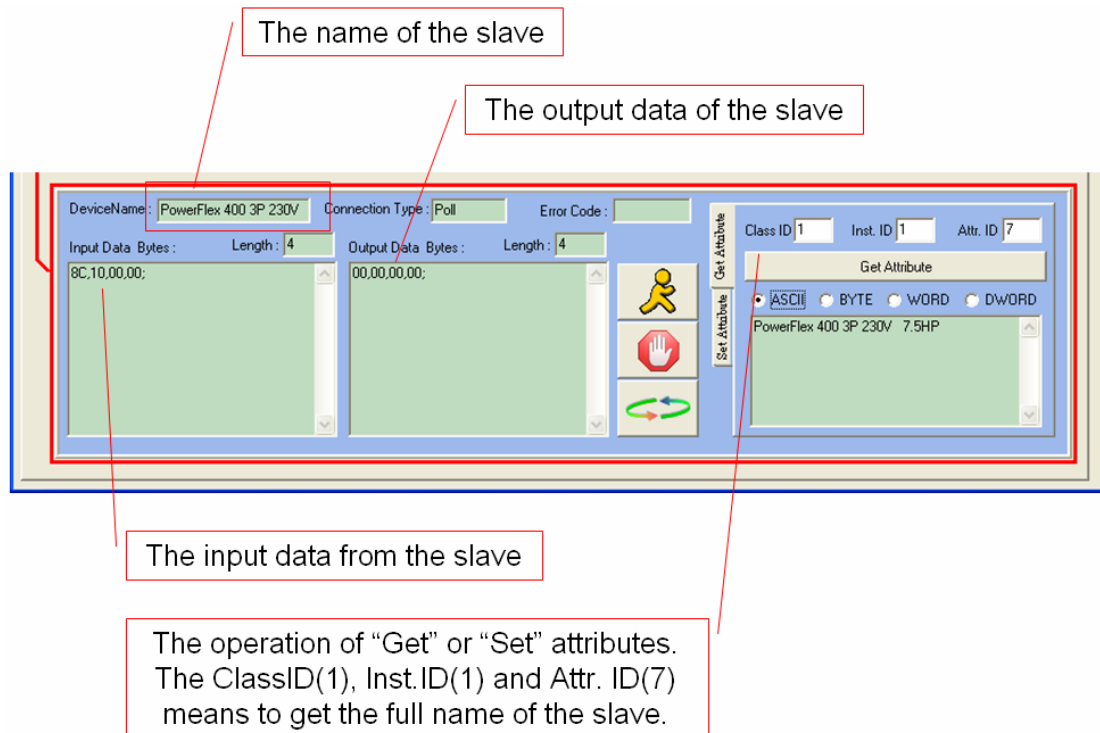 The name of the slave
The output data of the slave
DeviceName : PowerFlex 400 3P 230V Connection Type : Poll Error Code :
Input Data Bytes : Length : 4 Output Data Bytes : Length : 4
8C,10,00,00;
00,00,00,00;
Get Attribute
Set Attribute
Class ID 1 Inst. ID 1 Attr. ID 7
Get Attribute
ASCII BYTE WORD DWORD
PowerFlex 400 3P 230V 7.5HP
The input data from the slave
The operation of “Get” or “Set” attributes.
The ClassID(1), Inst.ID(1) and Attr. ID(7)
means to get the full name of the slave.